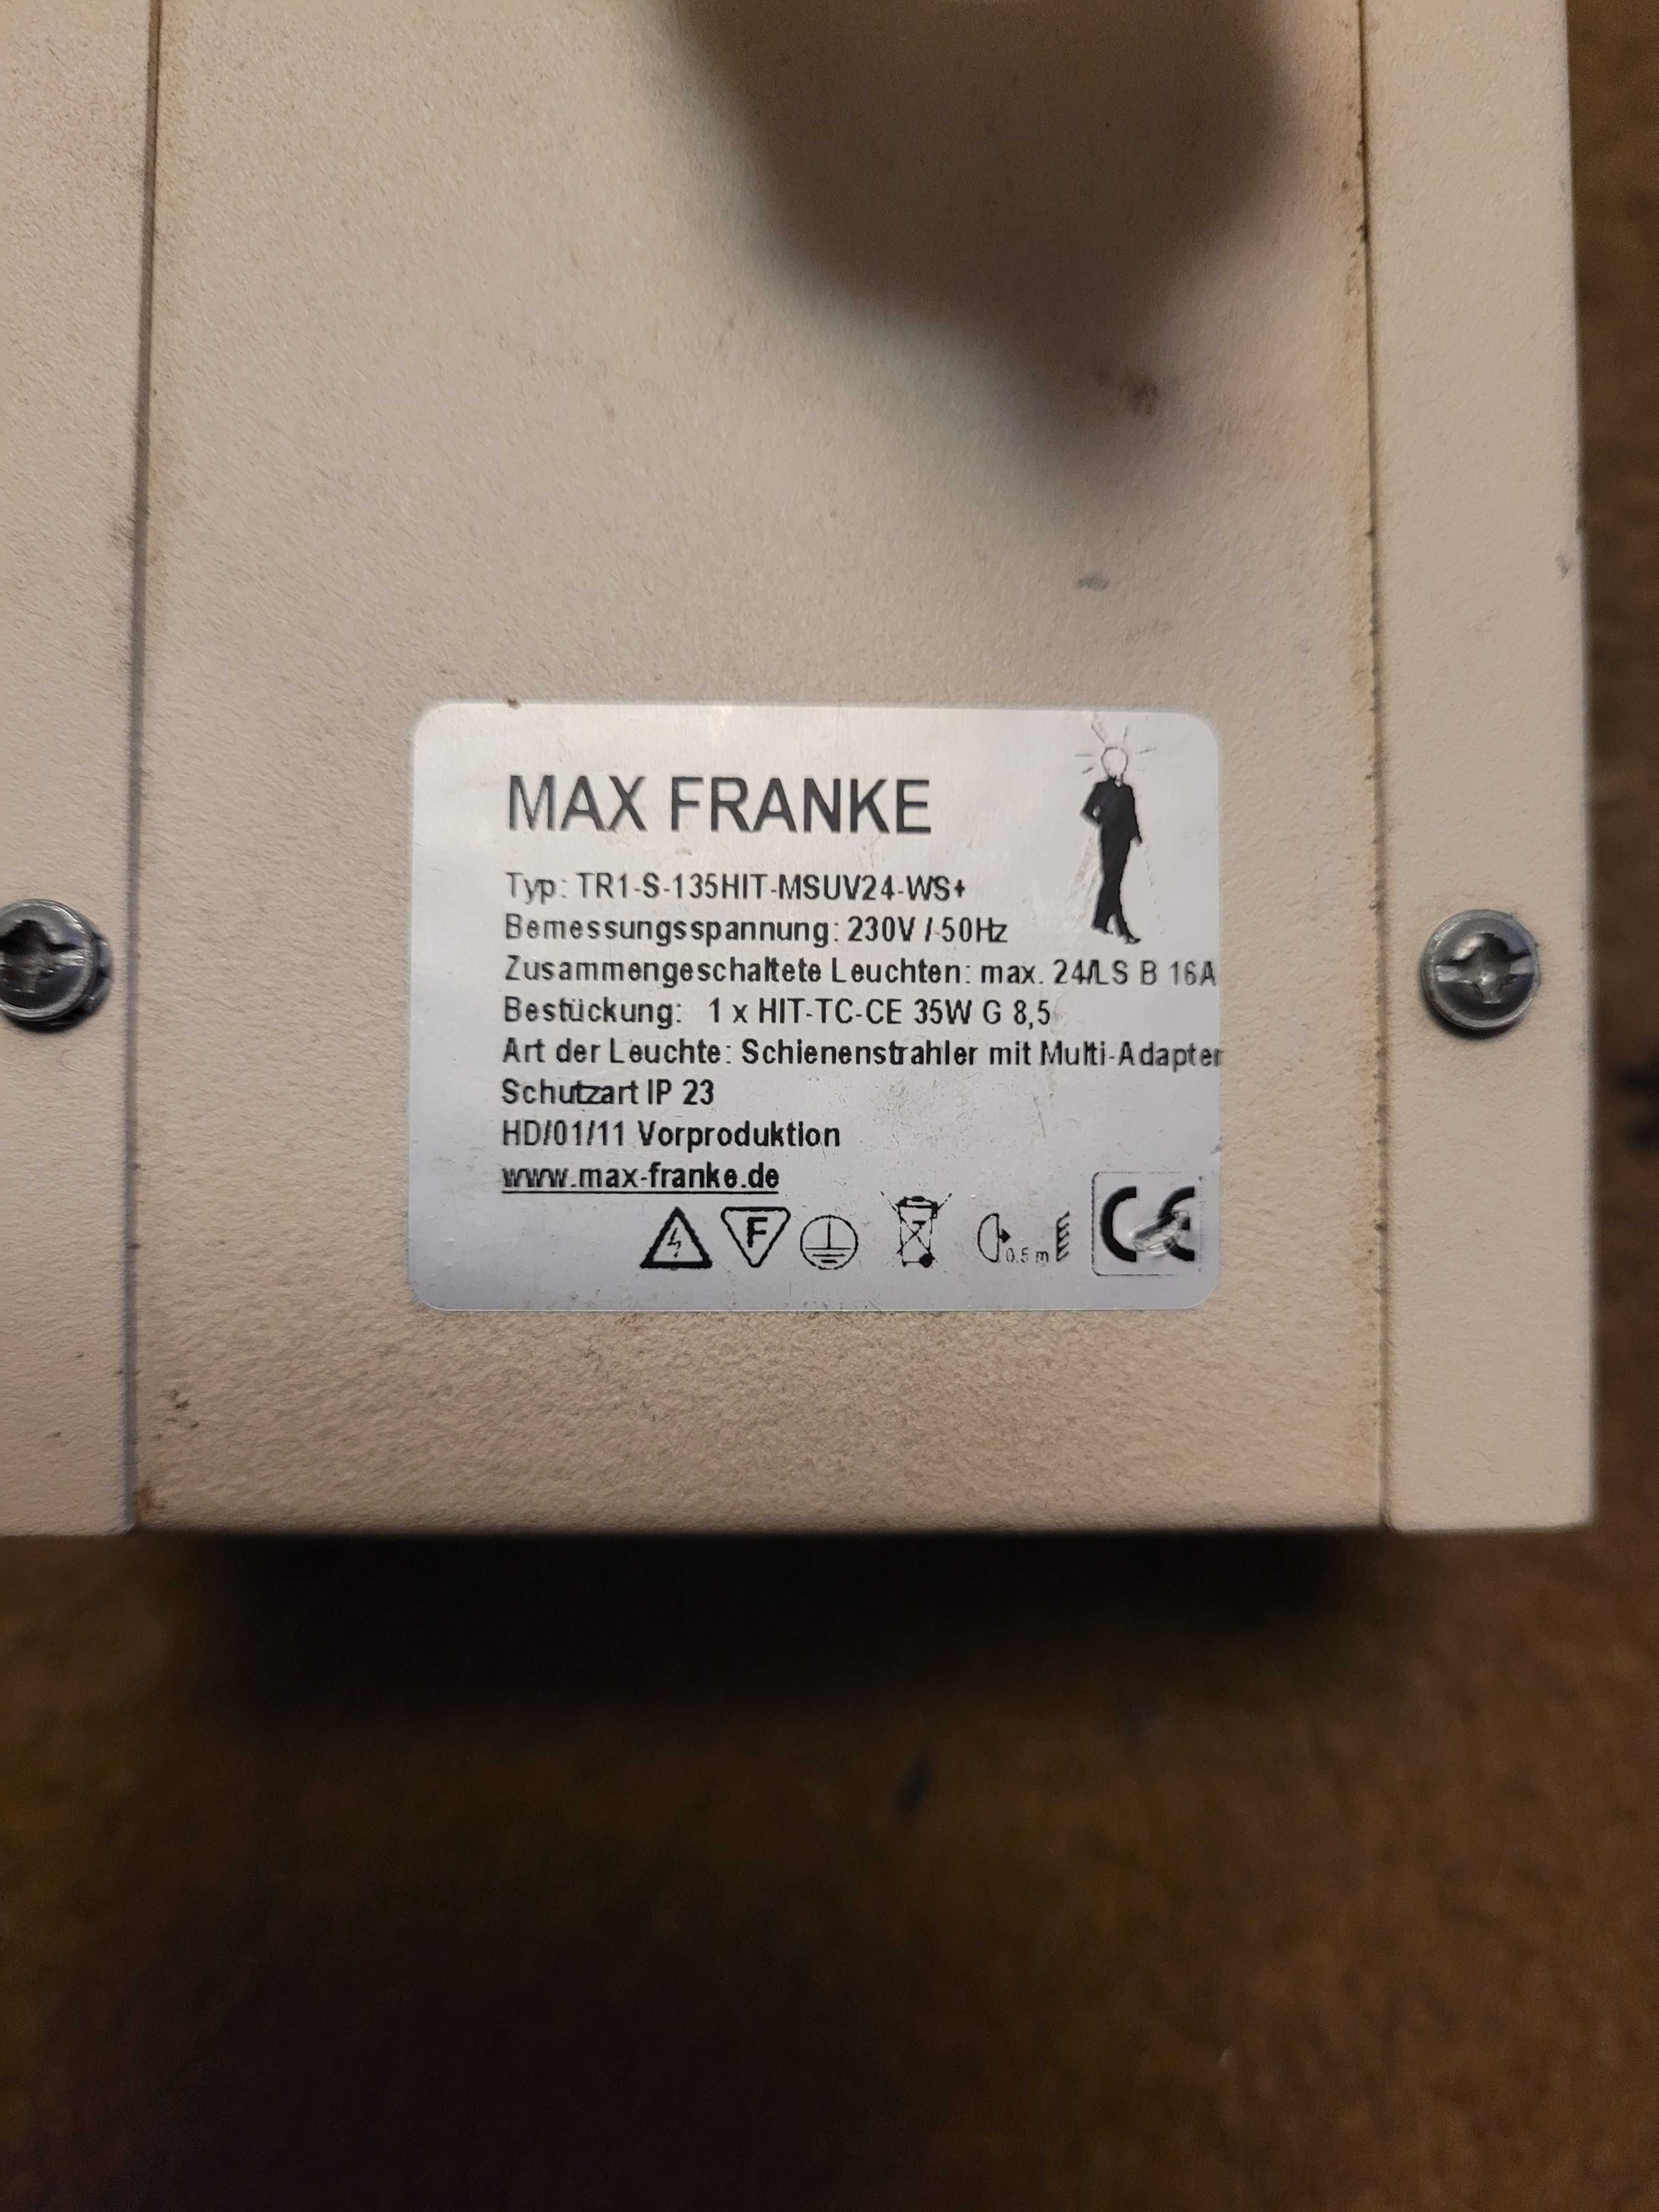 MAX FRANKE
Typ: TR1-S-135HIT-MSUV24-WS+
Bemessungsspannung: 230V / 50Hz
Zusammengeschaltete Leuchten: max. 24/LS B 16A
Bestückung: 1 x HIT-TC-CE 35W G 8,5
Art der Leuchte: Schienenstrahler mit Multi-Adapter
Schutzart IP 23
HD/01/11 Vorproduktion
www.max-franke.de
F 0,5 m CE